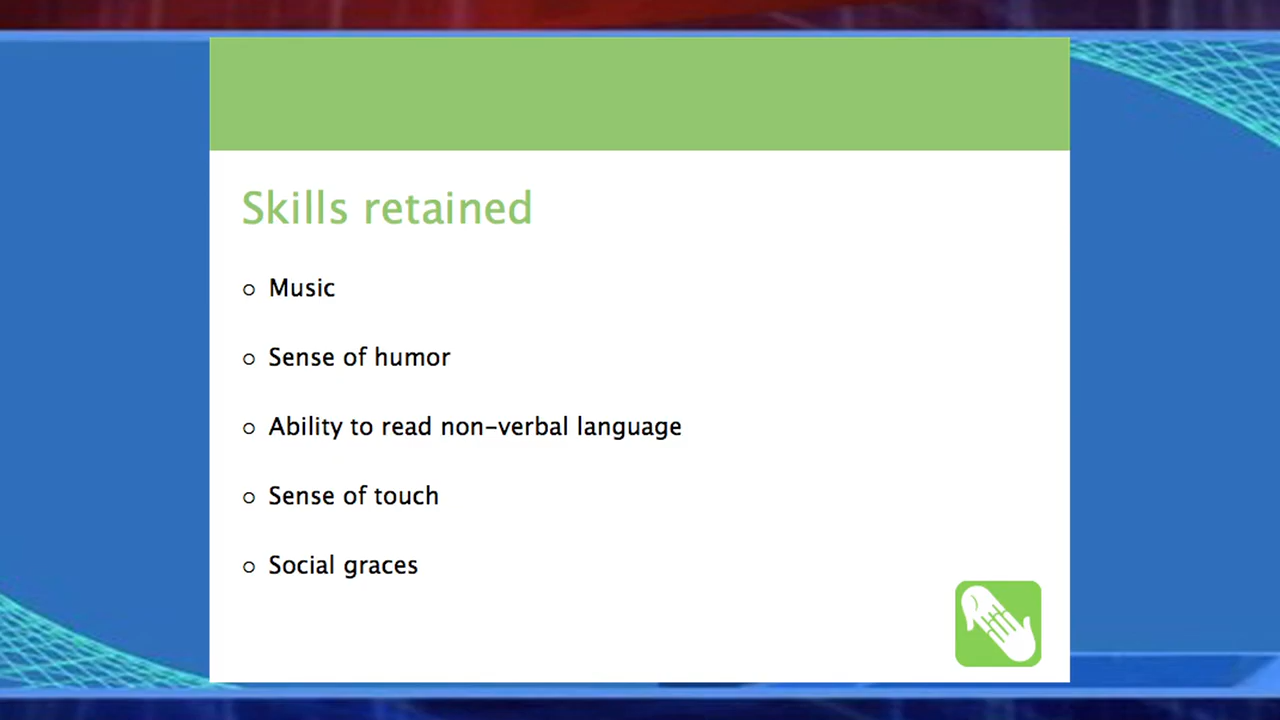 Skills retained
○ Music
○ Sense of humor
○ Ability to read non-verbal language
○ Sense of touch
○ Social graces